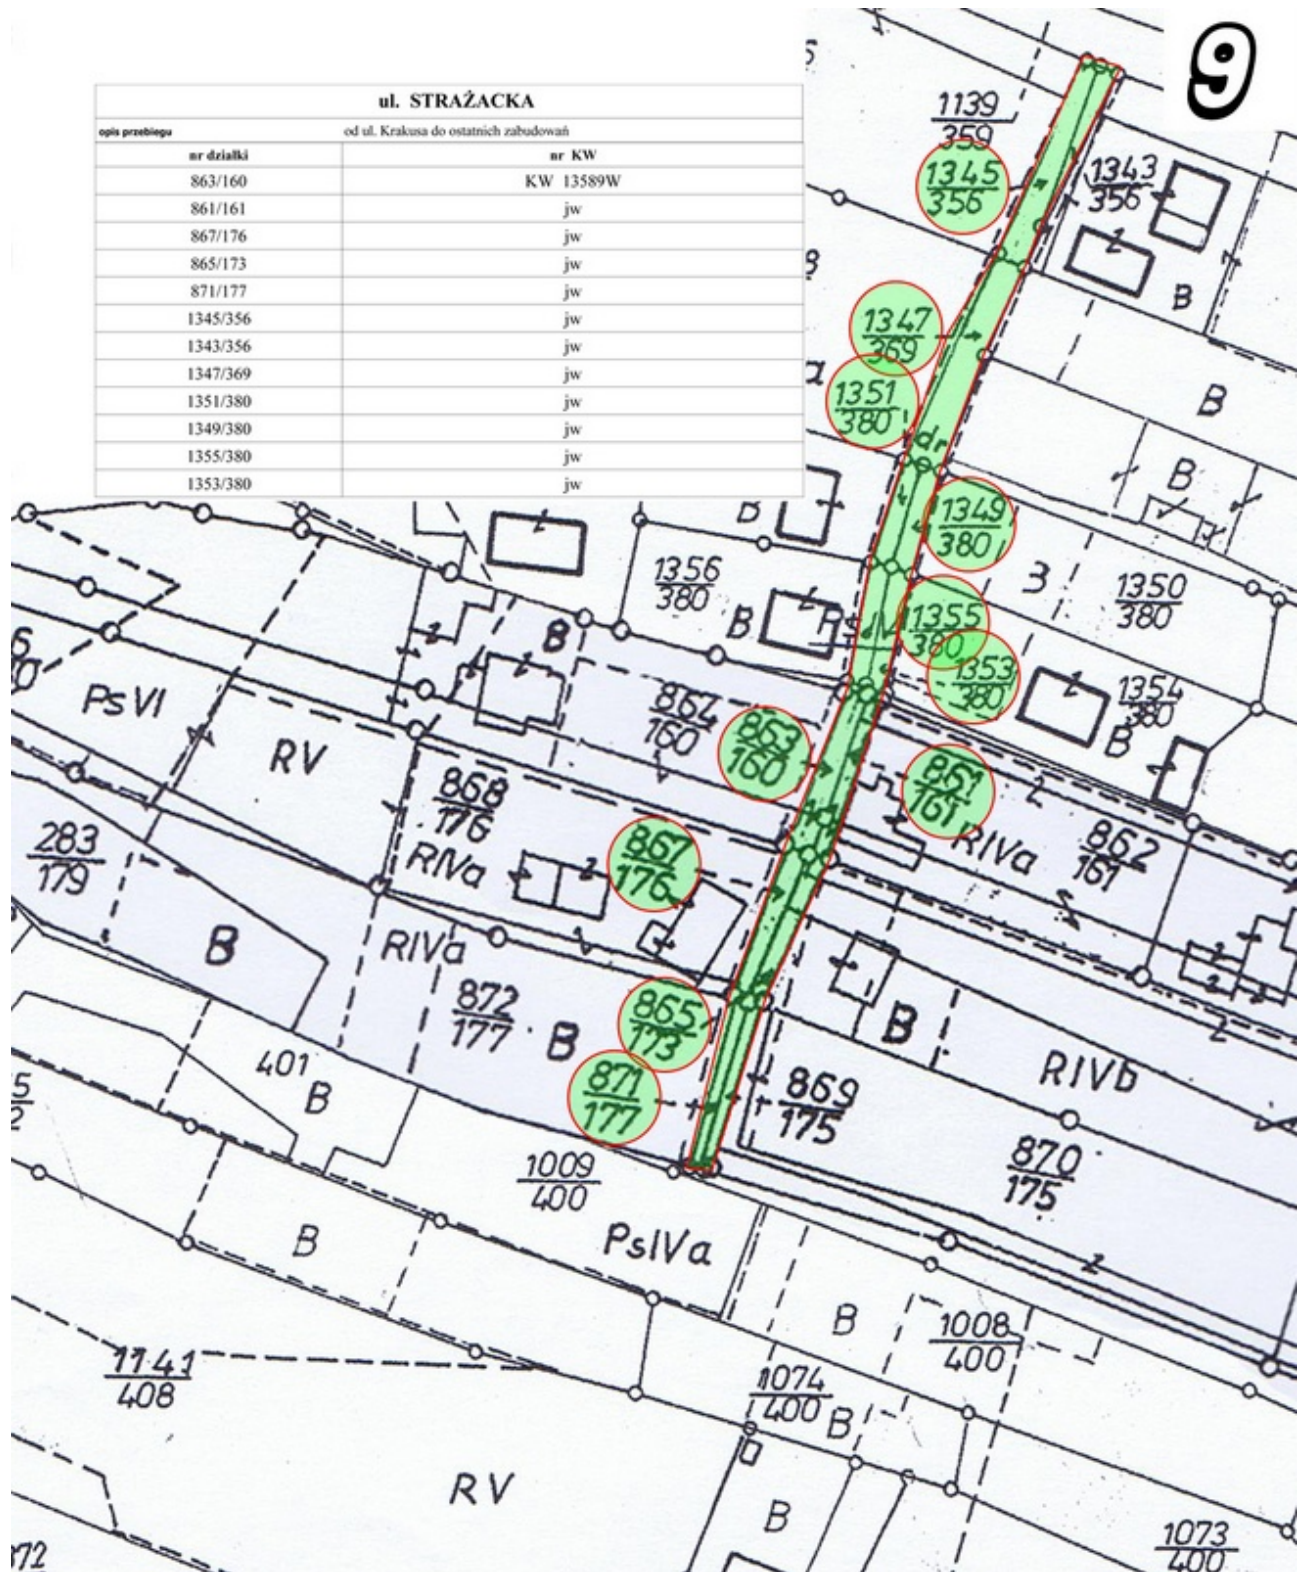 9
ul. STRAŻACKA
opis przebiegu od ul. Krakusa do ostatnich zabudowań
nr działki nr KW
863/160 KW 13589W
861/161 jw
867/176 jw
865/173 jw
871/177 jw
1345/356 jw
1343/356 jw
1347/369 jw
1351/380 jw
1349/380 jw
1355/380 jw
1353/380 jw
1139
359
1345
356
1343
356
B
1347
369
1351
380
B
dr
B
1349
380
B
1356
380
B
1350
380
1355
380
1353
380
1354
380
B
B
PsVI
RV
862
160
863
160
861
161
RIVa
862
161
868
176
RIVa
867
176
283
179
B
RIVa
872
177
B
865
173
B
RIVb
401
B
871
177
869
175
870
175
1009
400
PsIVa
B
B
1008
400
1141
408
1074
400
B
RV
B
1073
400